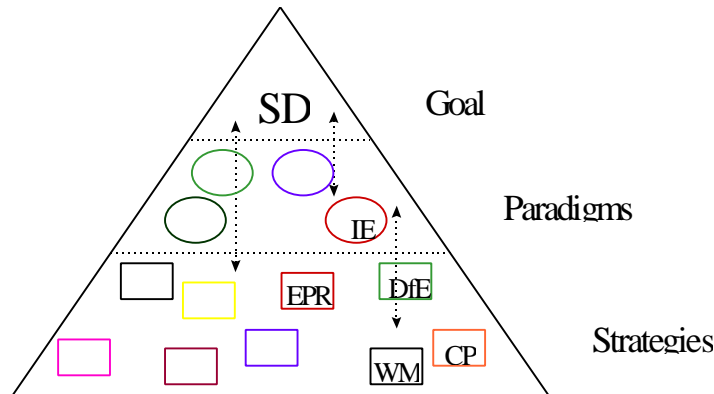 SD
Goal
Paradigms
IE
EPR
DfE
Strategies
CP
WM